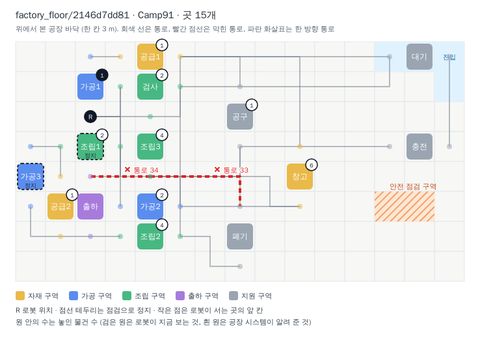 factory_floor/2146d7dd81 · Camp91 · 곳 15개
위에서 본 공장 바닥 (한 칸 3 m). 회색 선은 통로, 빨간 점선은 막힌 통로, 파란 화살표는 한 방향 통로
공급1 1
대기
진입
가공1 1
검사 2
공구 1
R
조립1 2
정지
조립3 4
충전
통로 34
통로 33
가공3
정지
창고 6
안전 점검 구역
공급2 1
출하
가공2 2
조립2 4
폐기
자재 구역
가공 구역
조립 구역
출하 구역
지원 구역
R 로봇 위치 · 점선 테두리는 점검으로 정지 · 작은 점은 로봇이 서는 곳의 앞 칸
원 안의 수는 놓인 물건 수 (검은 원은 로봇이 지금 보는 것, 흰 원은 공장 시스템이 알려 준 것)